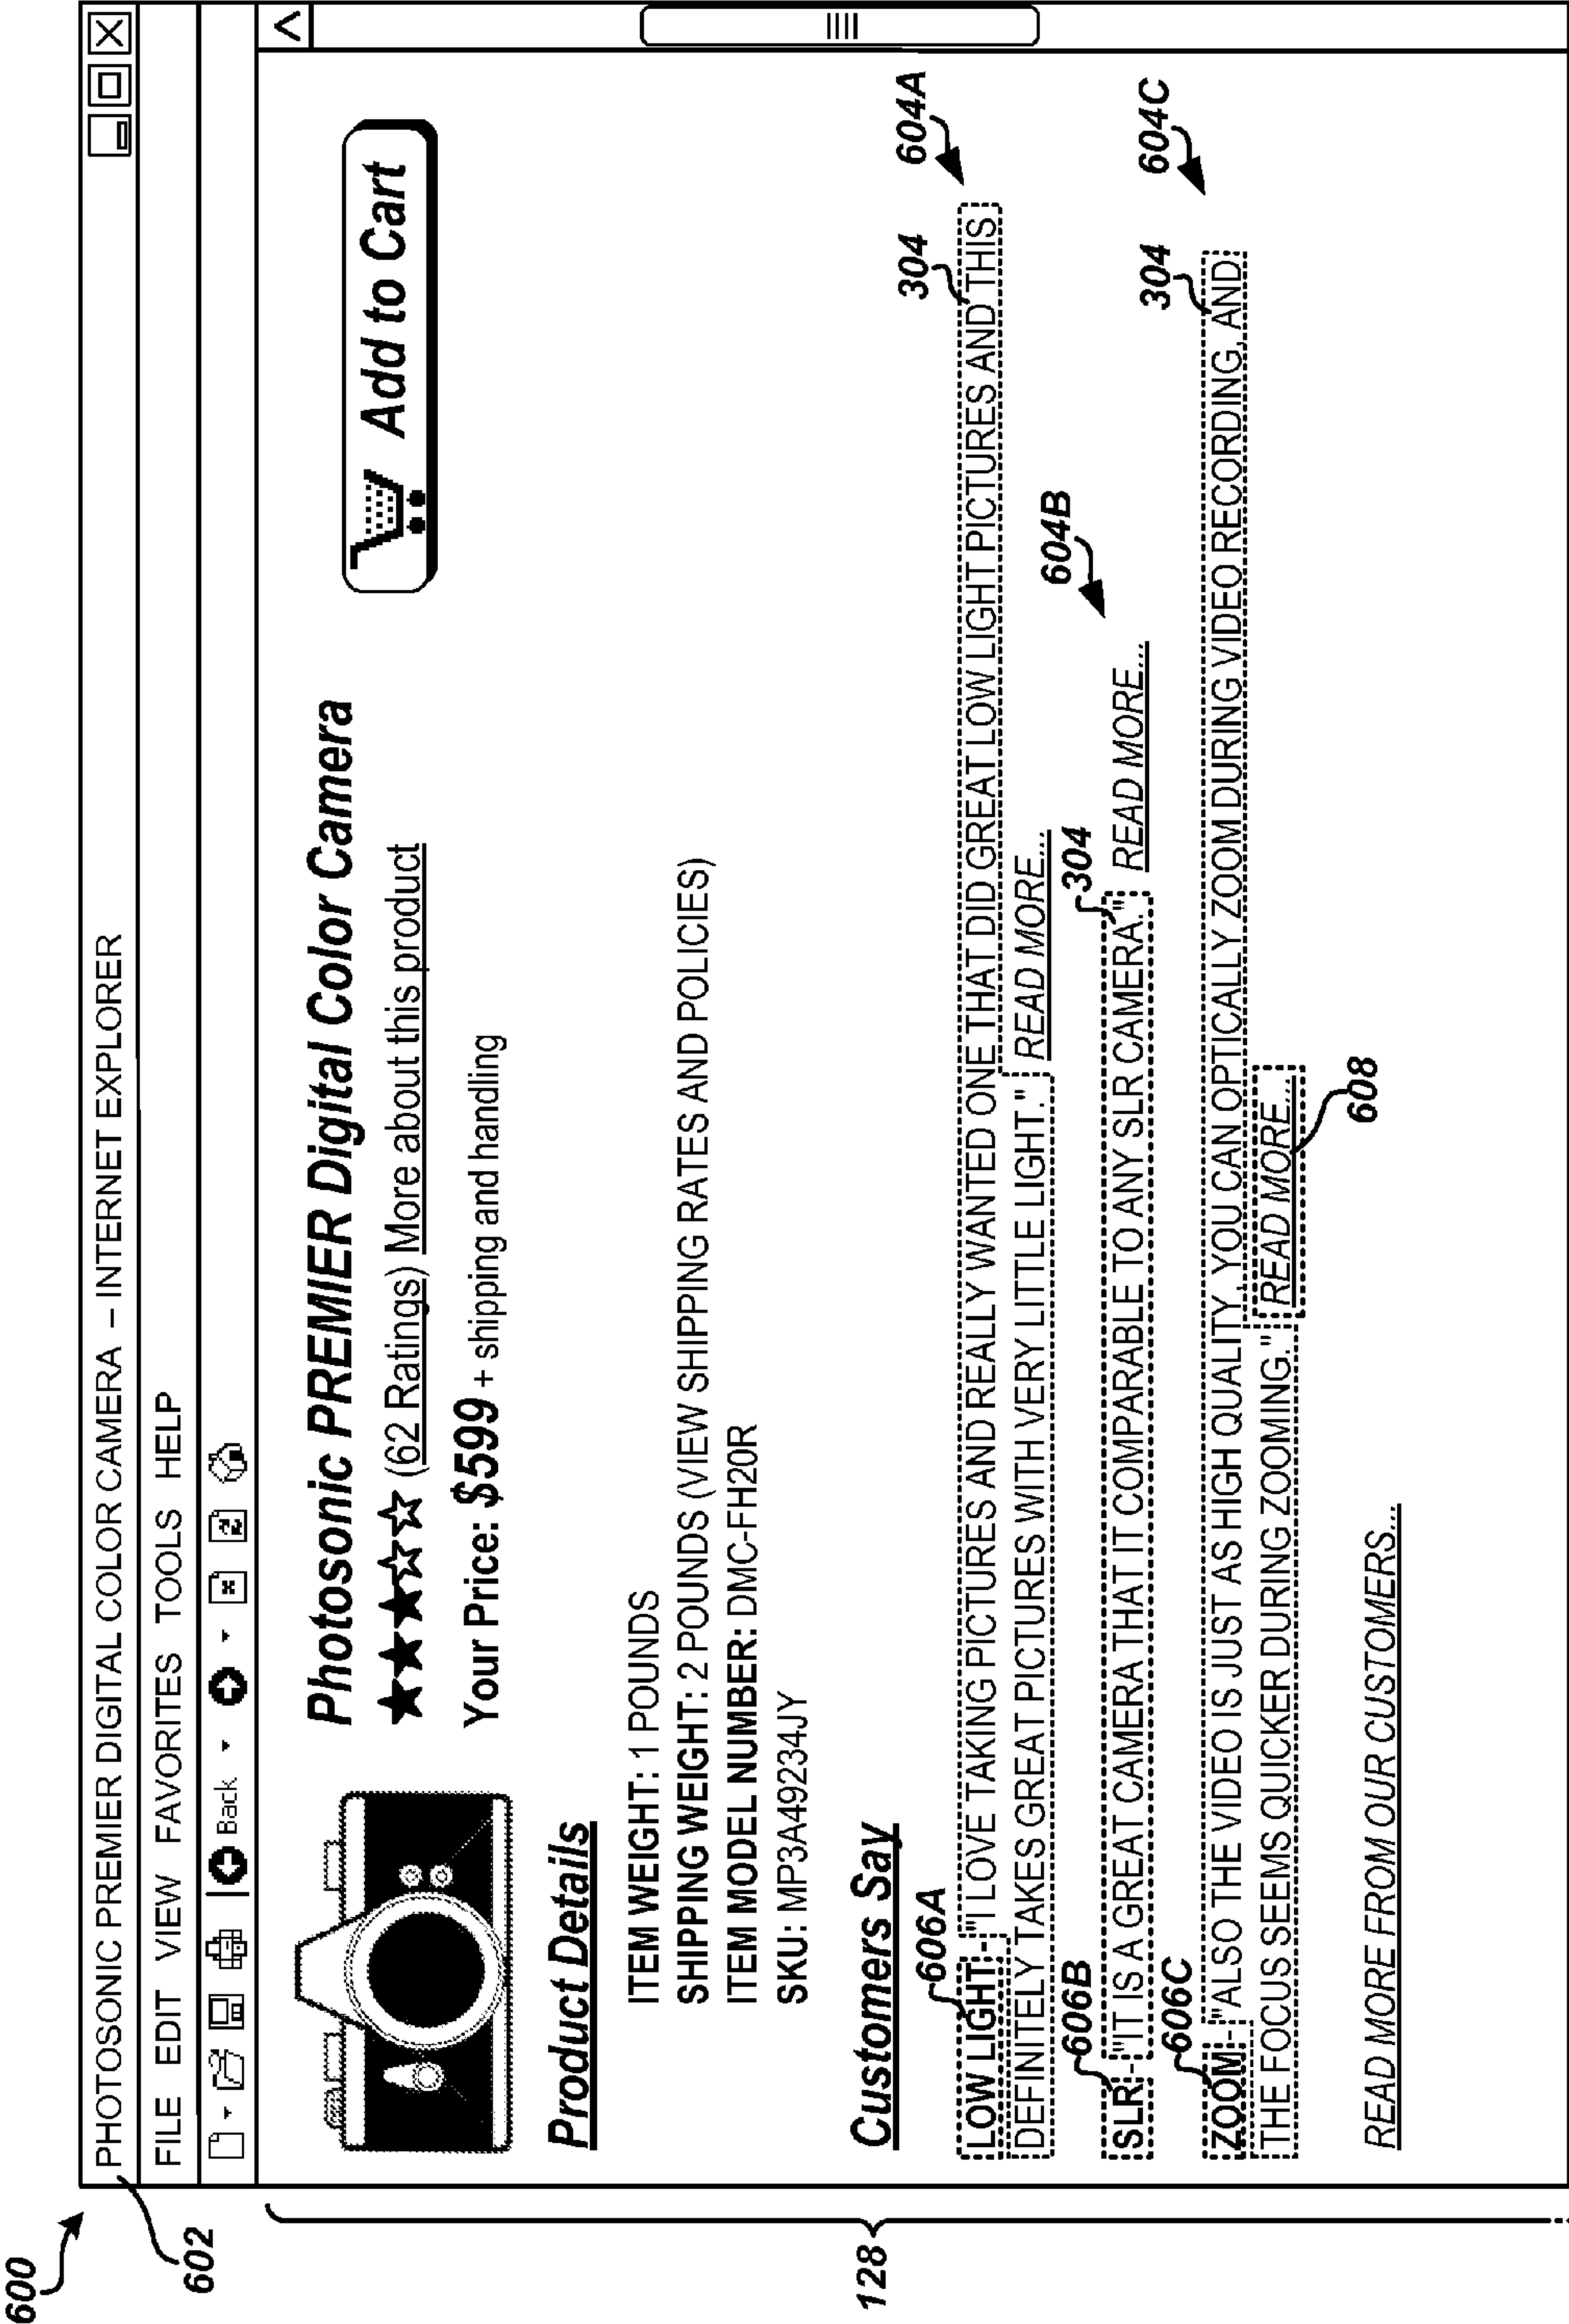 600
602
PHOTOSONIC PREMIER DIGITAL COLOR CAMERA – INTERNET EXPLORER
FILE EDIT VIEW FAVORITES TOOLS HELP
Back
Photosonic PREMIER Digital Color Camera
(62 Ratings) More about this product
Your Price: $599 + shipping and handling
Add to Cart
Product Details
ITEM WEIGHT: 1 POUNDS
SHIPPING WEIGHT: 2 POUNDS (VIEW SHIPPING RATES AND POLICIES)
ITEM MODEL NUMBER: DMC-FH20R
SKU: MP3A49234JY
128
Customers Say
606A
304
604A
LOW LIGHT - "I LOVE TAKING PICTURES AND REALLY WANTED ONE THAT DID GREAT LOW LIGHT PICTURES AND THIS
DEFINITELY TAKES GREAT PICTURES WITH VERY LITTLE LIGHT." READ MORE...
606B
304
604B
SLR - "IT IS A GREAT CAMERA THAT IT COMPARABLE TO ANY SLR CAMERA." READ MORE...
606C
304
604C
ZOOM - "ALSO THE VIDEO IS JUST AS HIGH QUALITY, YOU CAN OPTICALLY ZOOM DURING VIDEO RECORDING, AND
THE FOCUS SEEMS QUICKER DURING ZOOMING." READ MORE...
608
READ MORE FROM OUR CUSTOMERS...